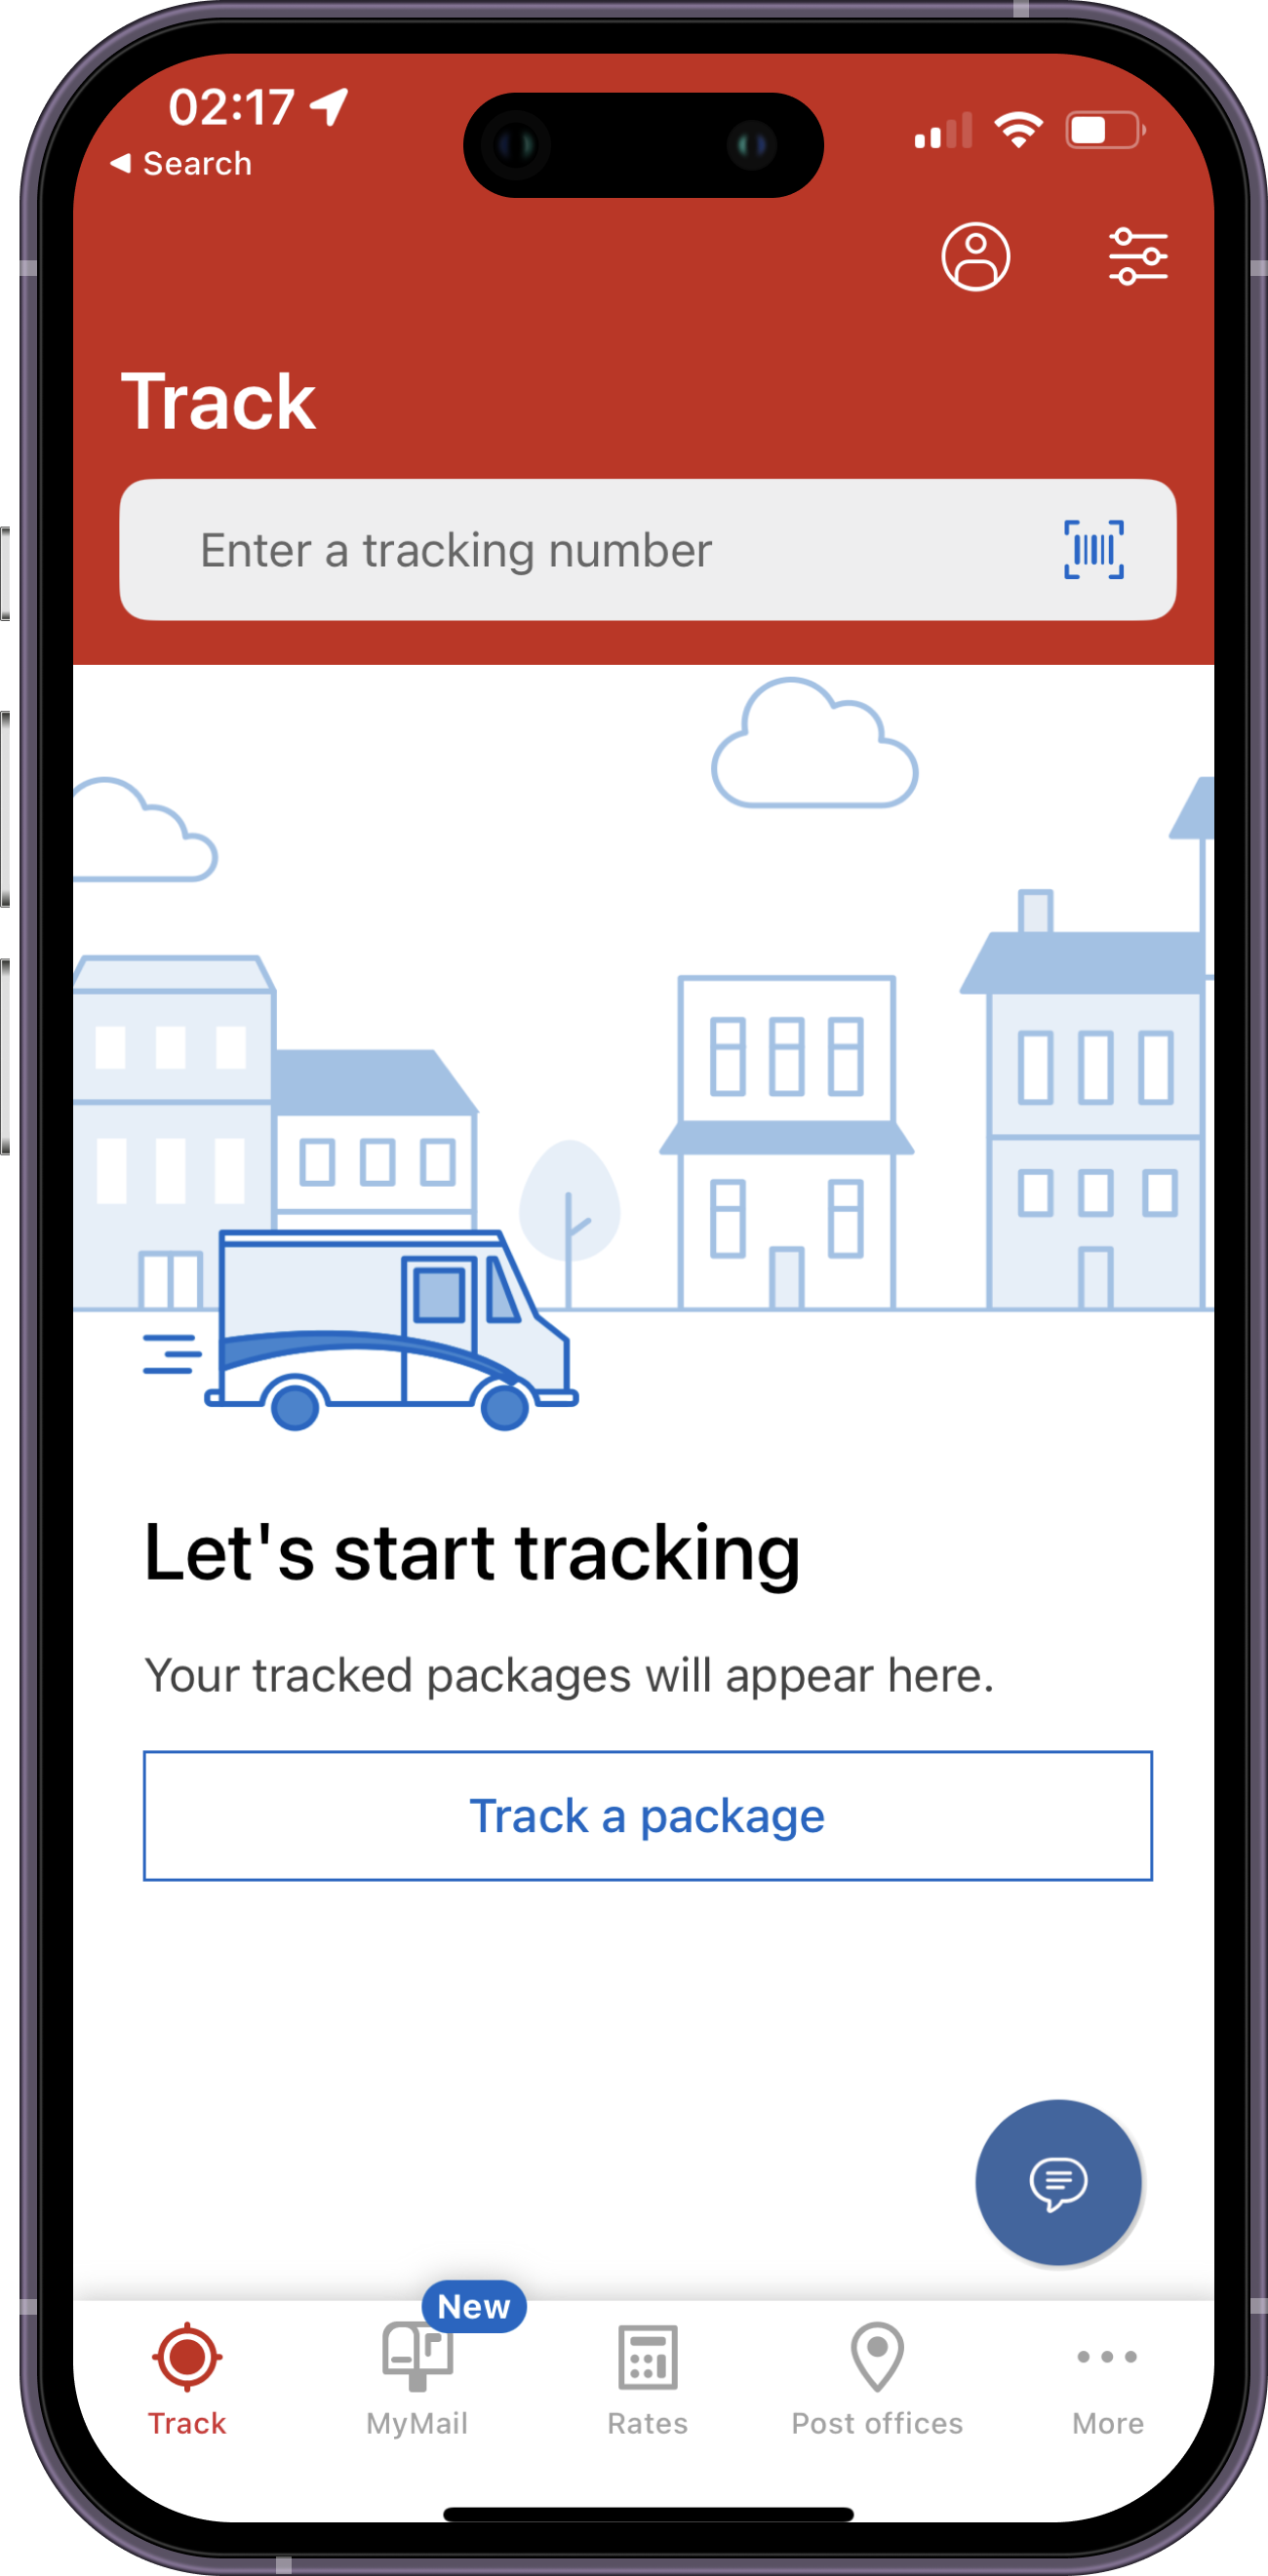 02:17
Search
Track
Enter a tracking number
Let's start tracking
Your tracked packages will appear here.
Track a package
New
Track
MyMail
Rates
Post offices
More